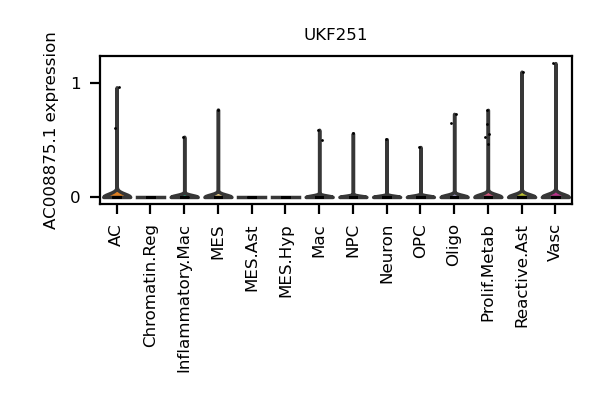 UKF251
AC008875.1 expression
1
0
AC
Chromatin.Reg
Inflammatory.Mac
MES
MES.Ast
MES.Hyp
Mac
NPC
Neuron
OPC
Oligo
Prolif.Metab
Reactive.Ast
Vasc